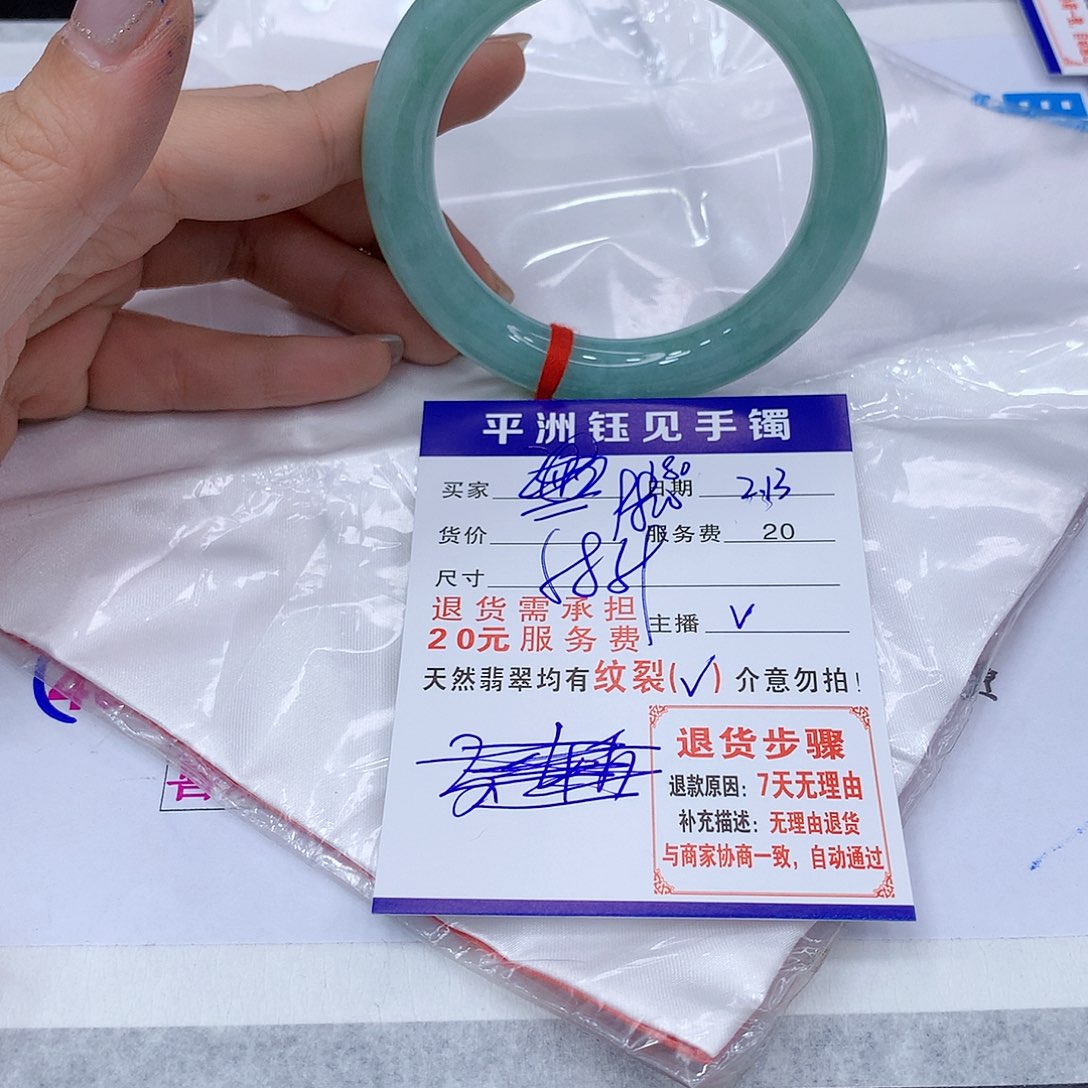 平洲钰见手镯
买家 日期 2.13
货价 服务费 20
尺寸
退货需承担
20元服务费
主播 V
天然翡翠均有纹裂(✓) 介意勿拍!
退货步骤
退款原因: 7天无理由
补充描述: 无理由退货
与商家协商一致, 自动通过